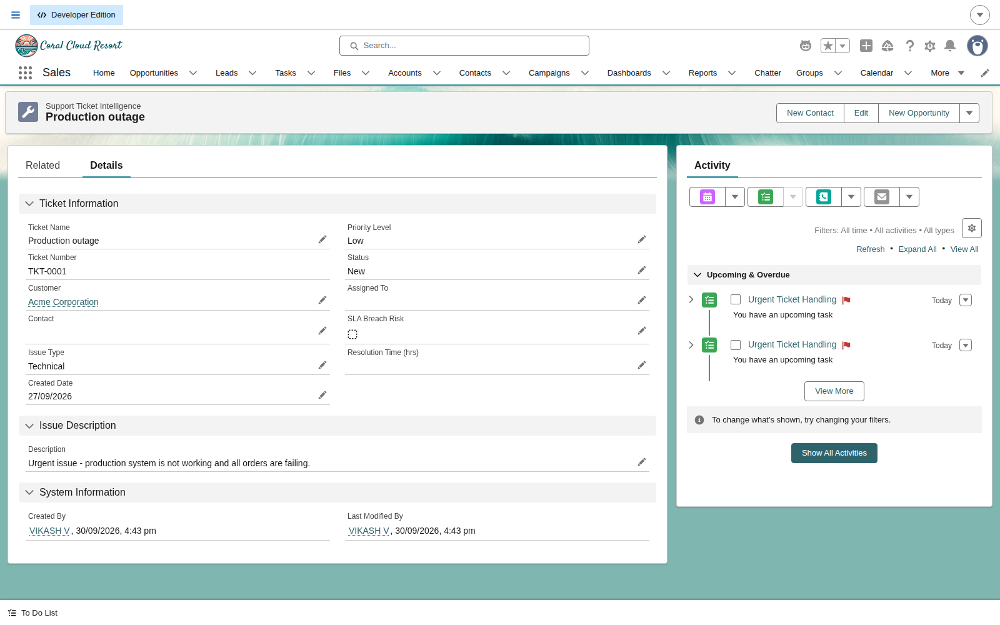 Developer Edition
Coral Cloud Resort
Search...
Sales
Home
Opportunities
Leads
Tasks
Files
Accounts
Contacts
Campaigns
Dashboards
Reports
Chatter
Groups
Calendar
More
Support Ticket Intelligence
Production outage
New Contact
Edit
New Opportunity
Related
Details
Ticket Information
Ticket Name
Production outage
Priority Level
Low
Ticket Number
TKT-0001
Status
New
Customer
Acme Corporation
Assigned To
Contact
SLA Breach Risk
Issue Type
Technical
Resolution Time (hrs)
Created Date
27/09/2026
Issue Description
Description
Urgent issue - production system is not working and all orders are failing.
System Information
Created By
VIKASH V, 30/09/2026, 4:43 pm
Last Modified By
VIKASH V, 30/09/2026, 4:43 pm
Activity
Filters: All time • All activities • All types
Refresh • Expand All • View All
Upcoming & Overdue
Urgent Ticket Handling
Today
You have an upcoming task
Urgent Ticket Handling
Today
You have an upcoming task
View More
To change what's shown, try changing your filters.
Show All Activities
To Do List